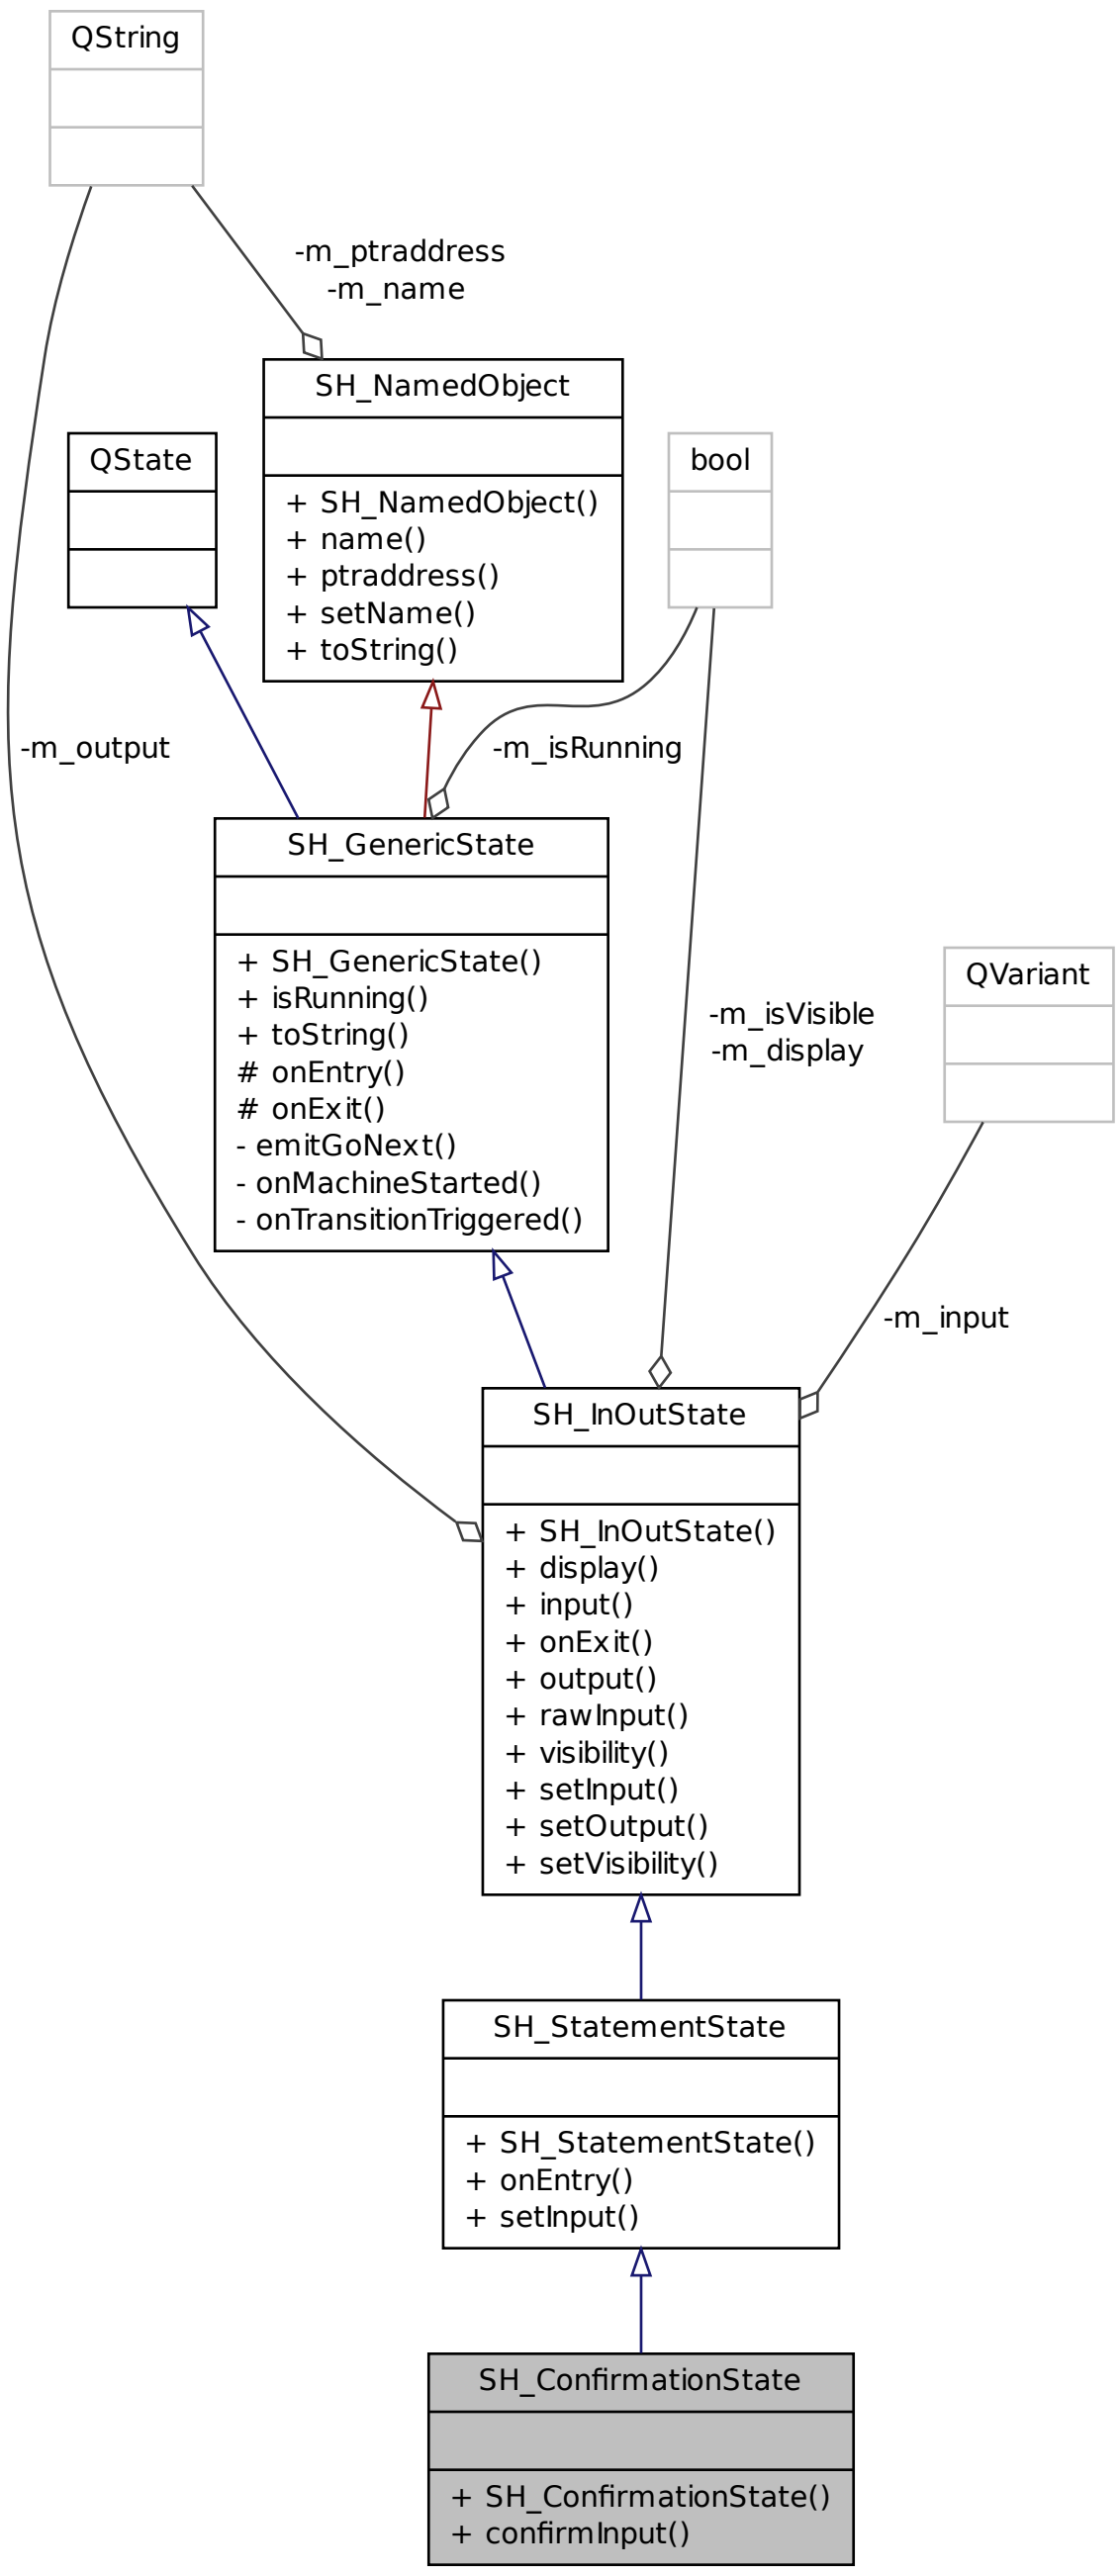 QString
-m_ptraddress
-m_name
SH_NamedObject
+ SH_NamedObject()
+ name()
+ ptraddress()
+ setName()
+ toString()
QState
bool
-m_output
-m_isRunning
SH_GenericState
+ SH_GenericState()
+ isRunning()
+ toString()
# onEntry()
# onExit()
- emitGoNext()
- onMachineStarted()
- onTransitionTriggered()
QVariant
-m_isVisible
-m_display
-m_input
SH_InOutState
+ SH_InOutState()
+ display()
+ input()
+ onExit()
+ output()
+ rawInput()
+ visibility()
+ setInput()
+ setOutput()
+ setVisibility()
SH_StatementState
+ SH_StatementState()
+ onEntry()
+ setInput()
SH_ConfirmationState
+ SH_ConfirmationState()
+ confirmInput()